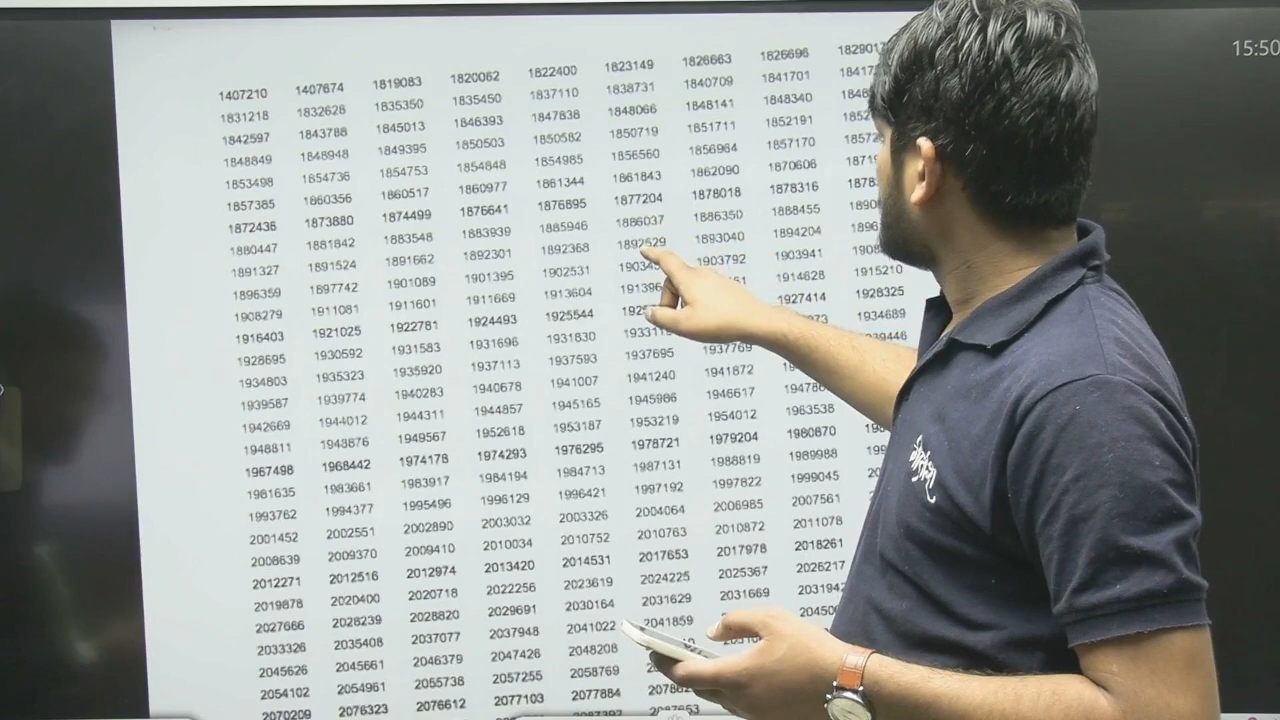 15:50
1407210 1407674 1819083 1820062 1822400 1823149 1826663 1826696 1829017
1831218 1832628 1835350 1835450 1837110 1838731 1840709 1841701
1842597 1843788 1845013 1846393 1847838 1848066 1848141 1848340
1848849 1848948 1849395 1850503 1850582 1850719 1851711 1852191
1853498 1854736 1854753 1854848 1854985 1856560 1856964 1857170
1857385 1860356 1860517 1860977 1861344 1861843 1862090 1870606
1872436 1873880 1874499 1876641 1876895 1877204 1878018 1878316
1880447 1881842 1883548 1883939 1885946 1886037 1886350 1888455
1891327 1891524 1891662 1892301 1892368 1892529 1893040 1894204
1896359 1897742 1901089 1901395 1902531 1903792 1903941
1908279 1911081 1911601 1911669 1913604 1914628 1915210
1916403 1921025 1922781 1924493 1925544 1927414 1928325
1928695 1930592 1931583 1931696 1931830 1934689
1934803 1935323 1935920 1937113 1937593 1937695 1937769
1939587 1939774 1940283 1940678 1941007 1941240 1941872
1942669 1944012 1944311 1944857 1945165 1945986 1946617
1948811 1948876 1949567 1952618 1953187 1953219 1954012 1963538
1967498 1968442 1974178 1974293 1976295 1978721 1979204 1980870
1981635 1983661 1983917 1984194 1984713 1987131 1988819 1989988
1993762 1994377 1995496 1996129 1996421 1997192 1997822 1999045
2001452 2002551 2002890 2003032 2003326 2004064 2006985 2007561
2008639 2009370 2009410 2010034 2010752 2010763 2010872 2011078
2012271 2012516 2012974 2013420 2014531 2017653 2017978 2018261
2019878 2020400 2020718 2022256 2023619 2024225 2025367 2026217
2027666 2028239 2028820 2029691 2030164 2031629 2031669 2031942
2033326 2035408 2037077 2037948 2041022 2041859
2045626 2045661 2046379 2047426 2048208
2054102 2054961 2055738 2057255 2058769
2070209 2076323 2076612 2077103 2077884